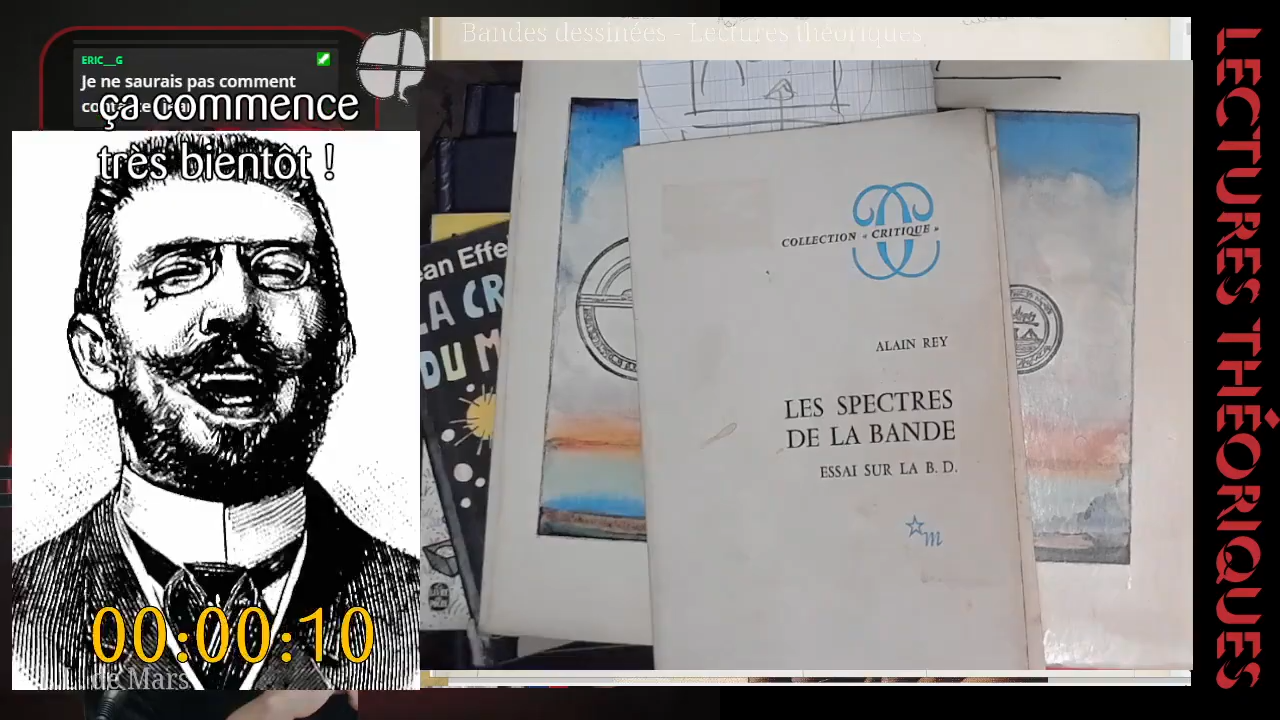 Bandes dessinées - Lectures théoriques
ERIC__G
Je ne saurais pas comment
ça commence
très bientôt !
00:00:10
de Mars
COLLECTION « CRITIQUE »
ALAIN REY
LES SPECTRES
DE LA BANDE
ESSAI SUR LA B. D.
m
LECTURES THÉORIQUES